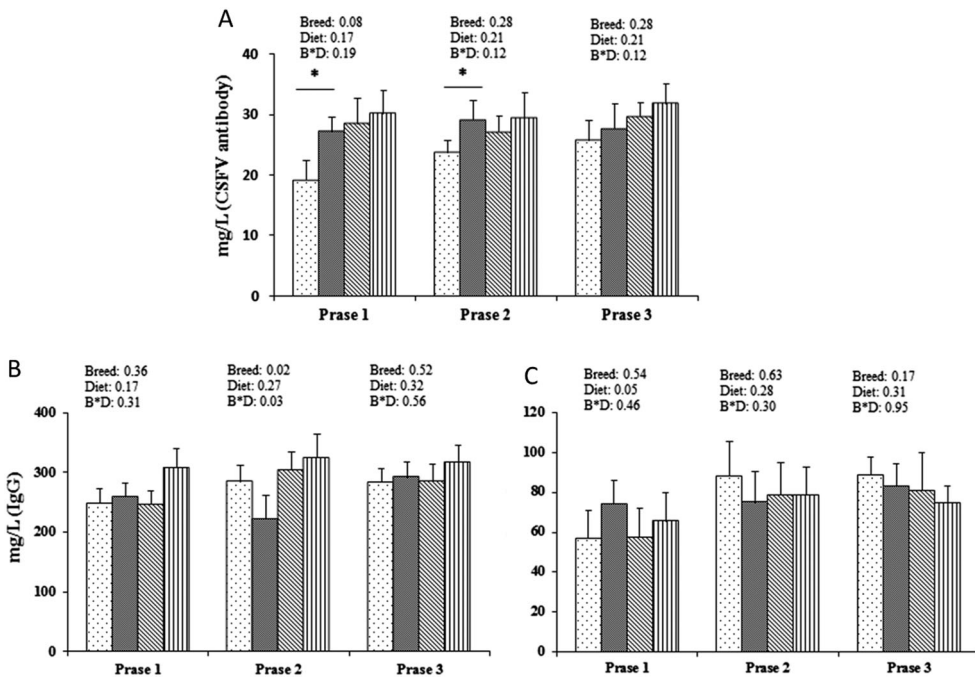 A
Breed: 0.08
Diet: 0.17
B*D: 0.19
*
Breed: 0.28
Diet: 0.21
B*D: 0.12
*
Breed: 0.28
Diet: 0.21
B*D: 0.12
mg/L (CSFV antibody)
40
30
20
10
0
Prase 1 Prase 2 Prase 3
B
Breed: 0.36
Diet: 0.17
B*D: 0.31
Breed: 0.02
Diet: 0.27
B*D: 0.03
Breed: 0.52
Diet: 0.32
B*D: 0.56
mg/L (IgG)
400
300
200
100
0
Prase 1 Prase 2 Prase 3
C
Breed: 0.54
Diet: 0.05
B*D: 0.46
Breed: 0.63
Diet: 0.28
B*D: 0.30
Breed: 0.17
Diet: 0.31
B*D: 0.95
120
100
80
60
40
20
0
Prase 1 Prase 2 Prase 3